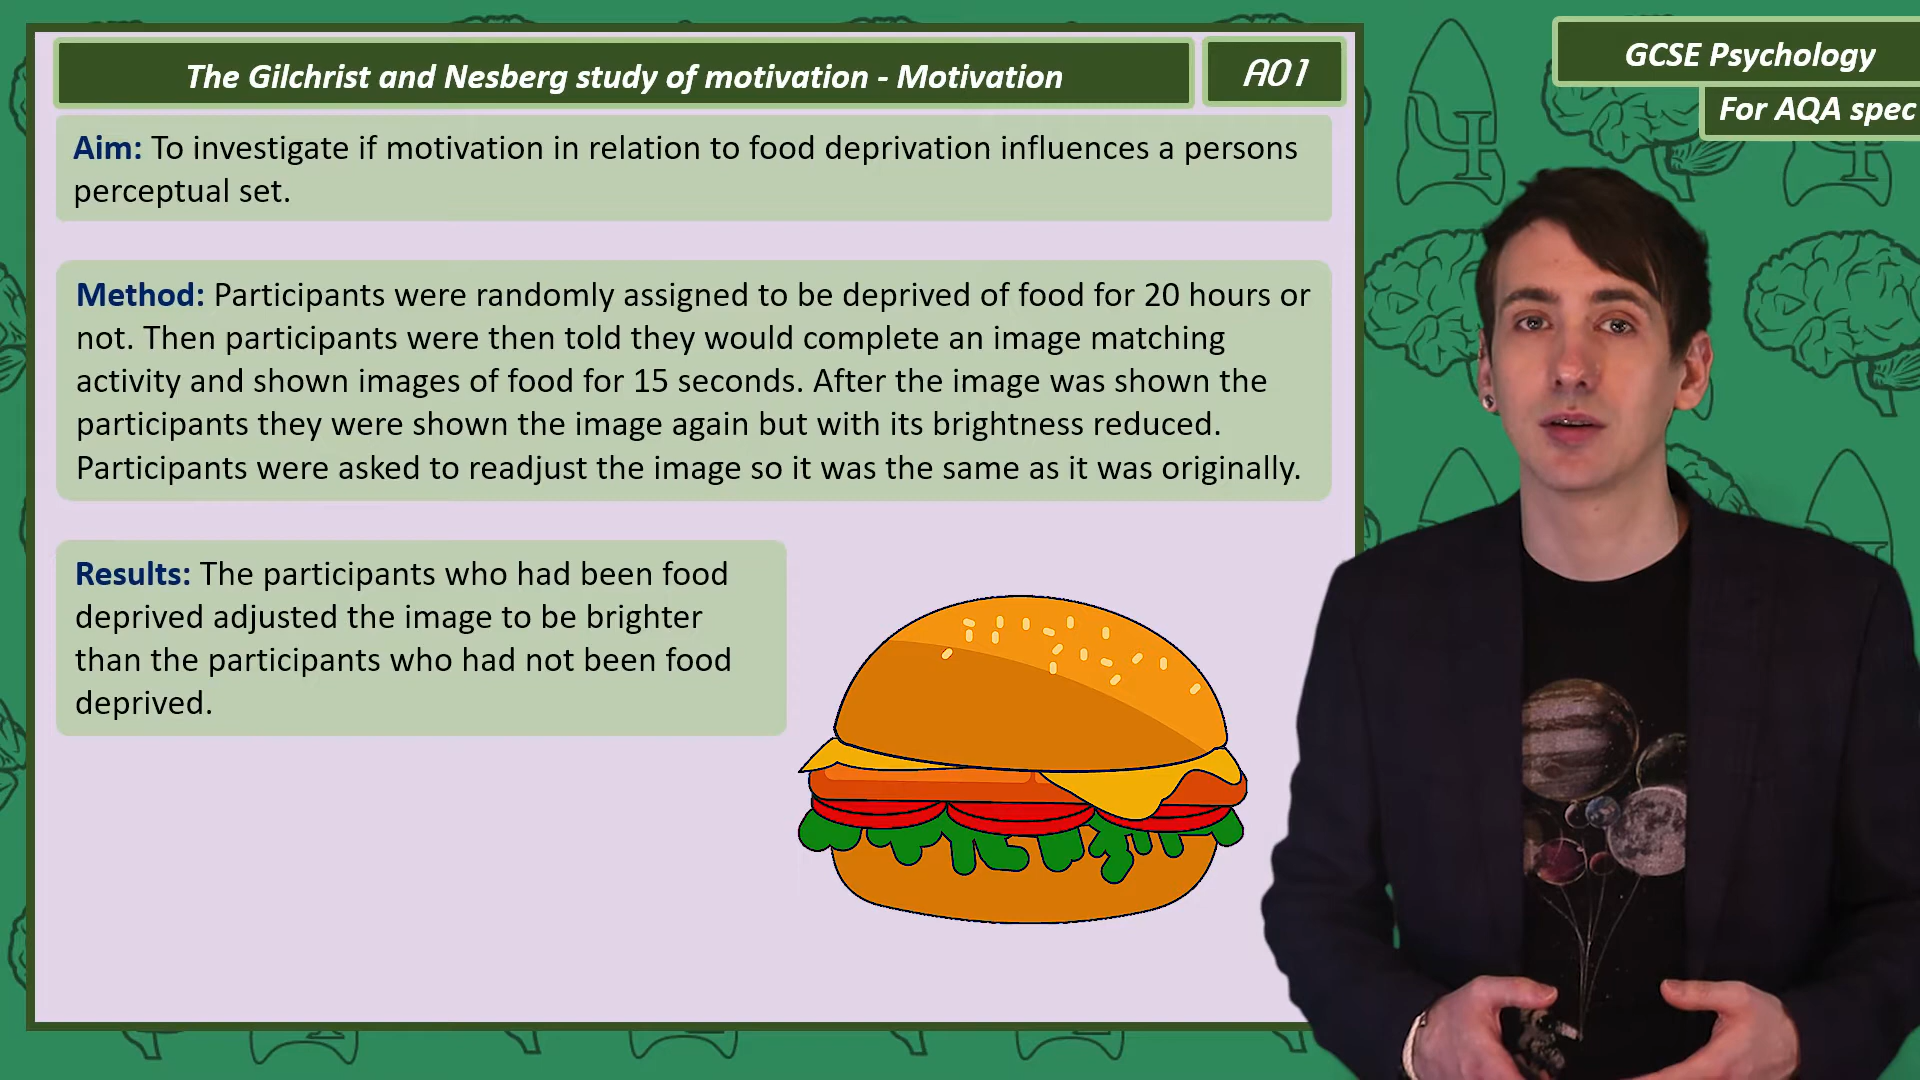 The Gilchrist and Nesberg study of motivation - Motivation
AO1
GCSE Psychology
For AQA spec
Aim: To investigate if motivation in relation to food deprivation influences a persons
perceptual set.
Method: Participants were randomly assigned to be deprived of food for 20 hours or
not. Then participants were then told they would complete an image matching
activity and shown images of food for 15 seconds. After the image was shown the
participants they were shown the image again but with its brightness reduced.
Participants were asked to readjust the image so it was the same as it was originally.
Results: The participants who had been food
deprived adjusted the image to be brighter
than the participants who had not been food
deprived.